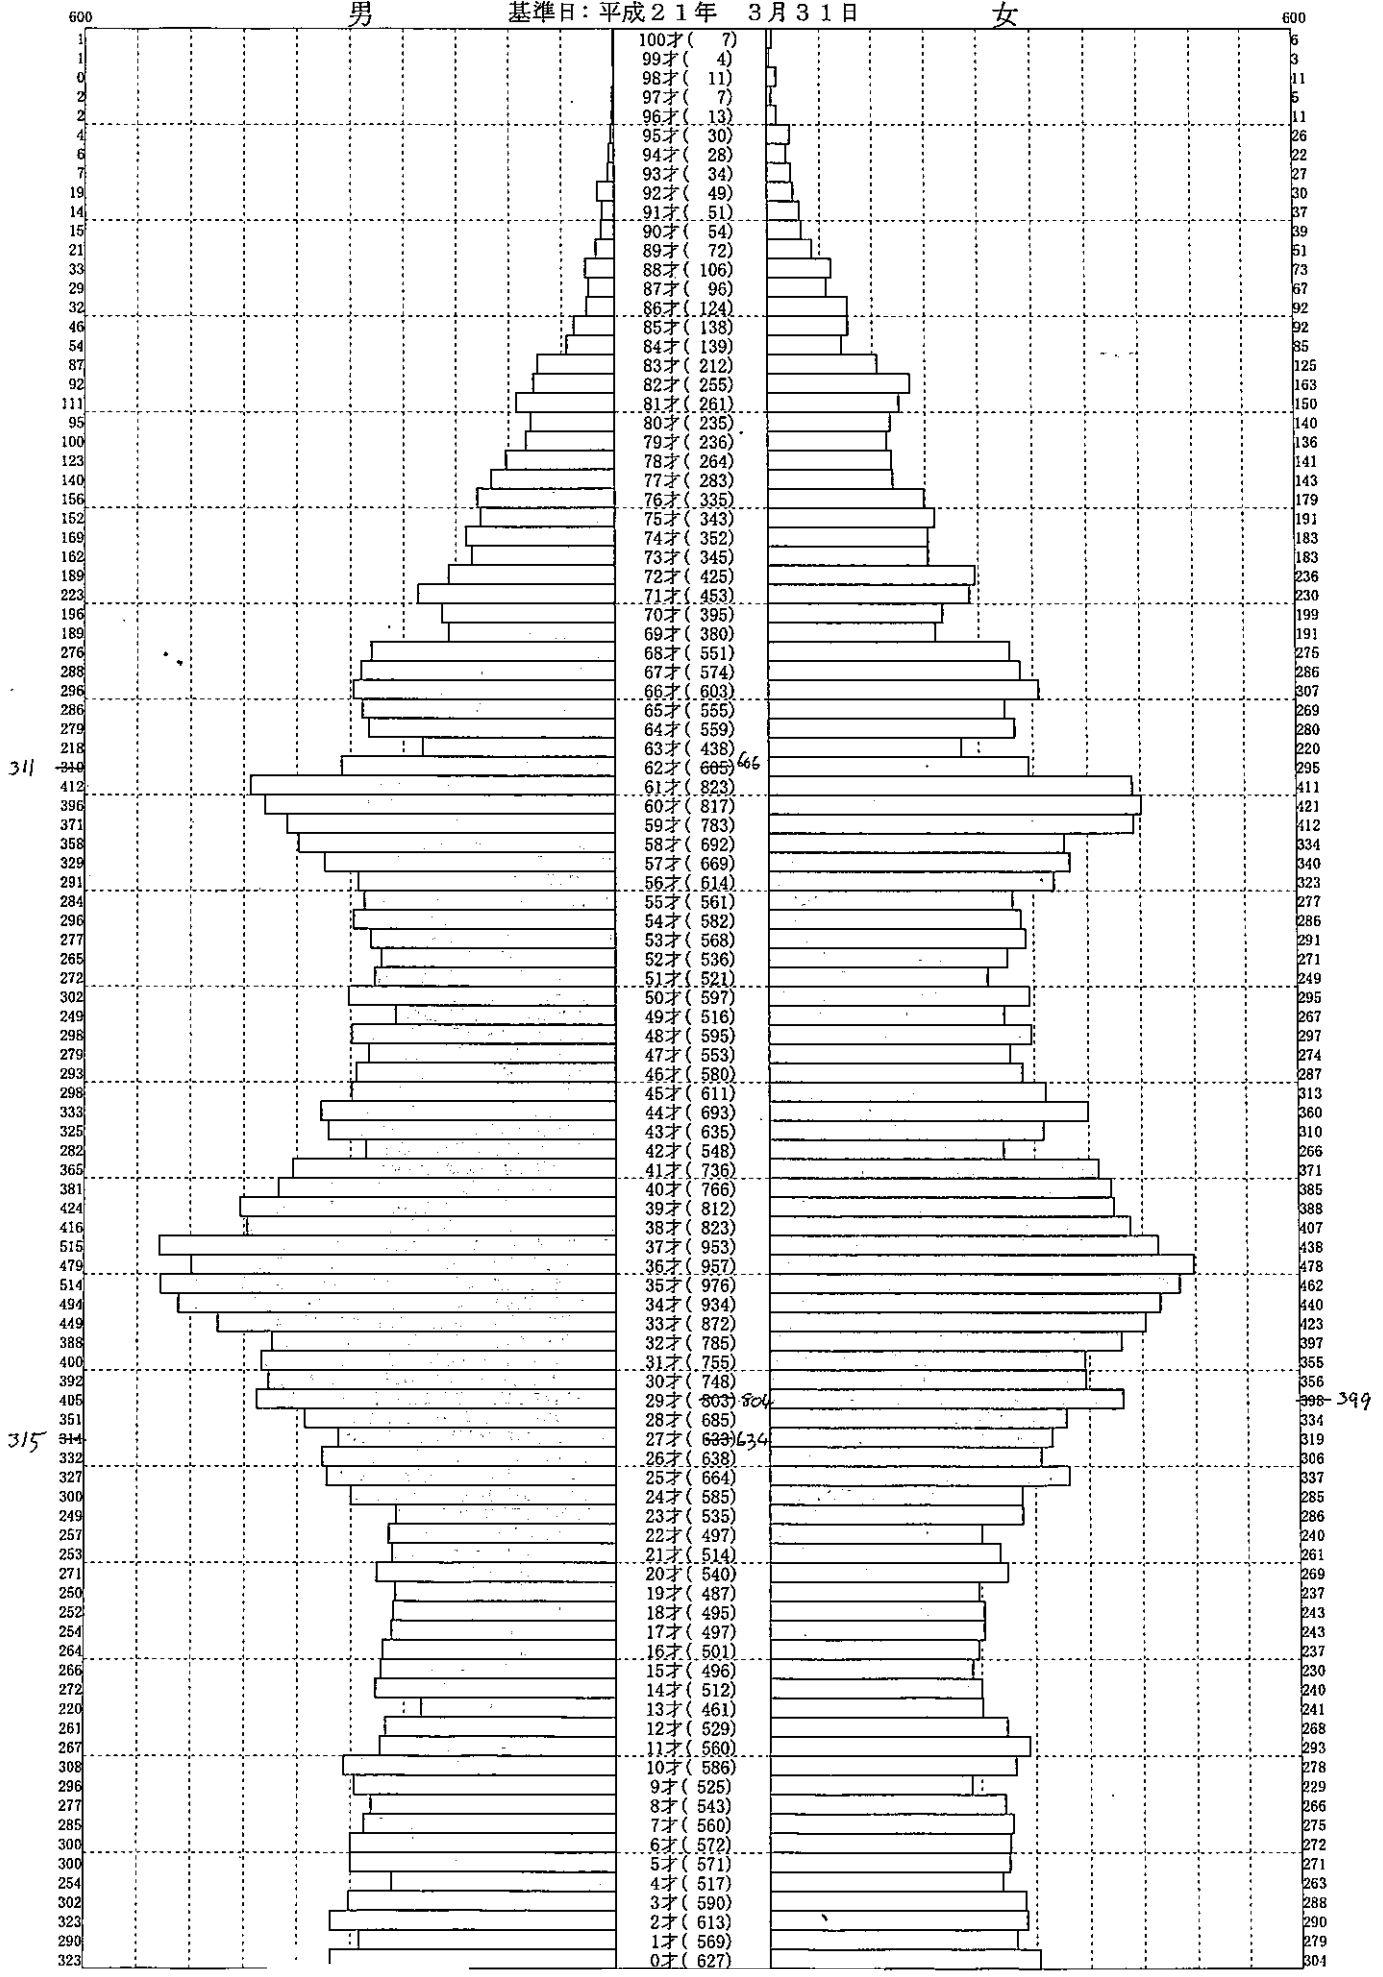 600 男 基準日：平成２１年　３月３１日 女 600
1 100才( 7) 6
1 99才( 4) 3
0 98才( 11) 11
2 97才( 7) 5
2 96才( 13) 11
4 95才( 30) 26
6 94才( 28) 22
7 93才( 34) 27
19 92才( 49) 30
14 91才( 51) 37
15 90才( 54) 39
21 89才( 72) 51
33 88才( 106) 73
29 87才( 96) 67
32 86才( 124) 92
46 85才( 138) 92
54 84才( 139) 85
87 83才( 212) 125
92 82才( 255) 163
111 81才( 261) 150
95 80才( 235) 140
100 79才( 236) 136
123 78才( 264) 141
140 77才( 283) 143
156 76才( 335) 179
152 75才( 343) 191
169 74才( 352) 183
162 73才( 345) 183
189 72才( 425) 236
223 71才( 453) 230
196 70才( 395) 199
189 69才( 380) 191
276 68才( 551) 275
288 67才( 574) 286
296 66才( 603) 307
286 65才( 555) 269
279 64才( 559) 280
218 63才( 438) 220
311 310 62才( 605) 606 295
412 61才( 823) 411
396 60才( 817) 421
371 59才( 783) 412
358 58才( 692) 334
329 57才( 669) 340
291 56才( 614) 323
284 55才( 561) 277
296 54才( 582) 286
277 53才( 568) 291
265 52才( 536) 271
272 51才( 521) 249
302 50才( 597) 295
249 49才( 516) 267
298 48才( 595) 297
279 47才( 553) 274
293 46才( 580) 287
298 45才( 611) 313
333 44才( 693) 360
325 43才( 635) 310
282 42才( 548) 266
365 41才( 736) 371
381 40才( 766) 385
424 39才( 812) 388
416 38才( 823) 407
515 37才( 953) 438
479 36才( 957) 478
514 35才( 976) 462
494 34才( 934) 440
449 33才( 872) 423
388 32才( 785) 397
400 31才( 755) 355
392 30才( 748) 356
405 29才( 803) 804 398 399
351 28才( 685) 334
315 314 27才( 633) 634 319
332 26才( 638) 306
327 25才( 664) 337
300 24才( 585) 285
249 23才( 535) 286
257 22才( 497) 240
253 21才( 514) 261
271 20才( 540) 269
250 19才( 487) 237
252 18才( 495) 243
254 17才( 497) 243
264 16才( 501) 237
266 15才( 496) 230
272 14才( 512) 240
220 13才( 461) 241
261 12才( 529) 268
267 11才( 560) 293
308 10才( 586) 278
296 9才( 525) 229
277 8才( 543) 266
285 7才( 560) 275
300 6才( 572) 272
300 5才( 571) 271
254 4才( 517) 263
302 3才( 590) 288
323 2才( 613) 290
290 1才( 569) 279
323 0才( 627) 304